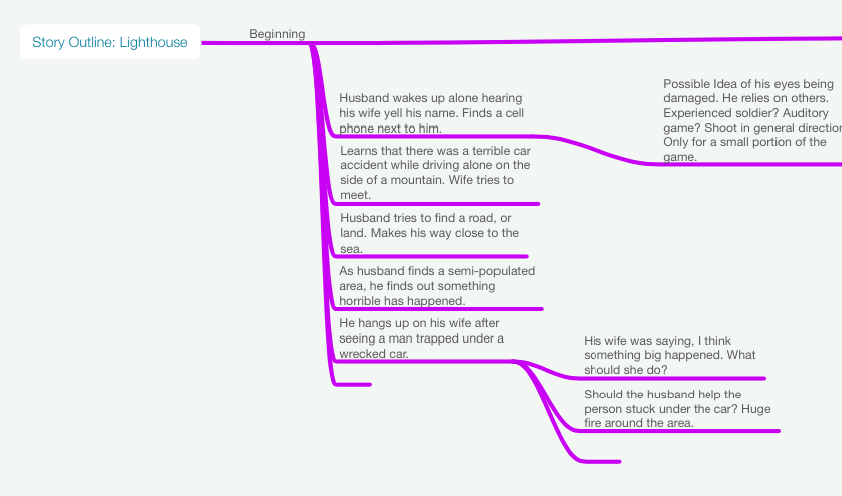 Story Outline: Lighthouse
Beginning
Husband wakes up alone hearing
his wife yell his name. Finds a cell
phone next to him.
Possible Idea of his eyes being
damaged. He relies on others.
Experienced soldier? Auditory
game? Shoot in general direction
Only for a small portion of the
game.
Learns that there was a terrible car
accident while driving alone on the
side of a mountain. Wife tries to
meet.
Husband tries to find a road, or
land. Makes his way close to the
sea.
As husband finds a semi-populated
area, he finds out something
horrible has happened.
He hangs up on his wife after
seeing a man trapped under a
wrecked car.
His wife was saying, I think
something big happened. What
should she do?
Should the husband help the
person stuck under the car? Huge
fire around the area.